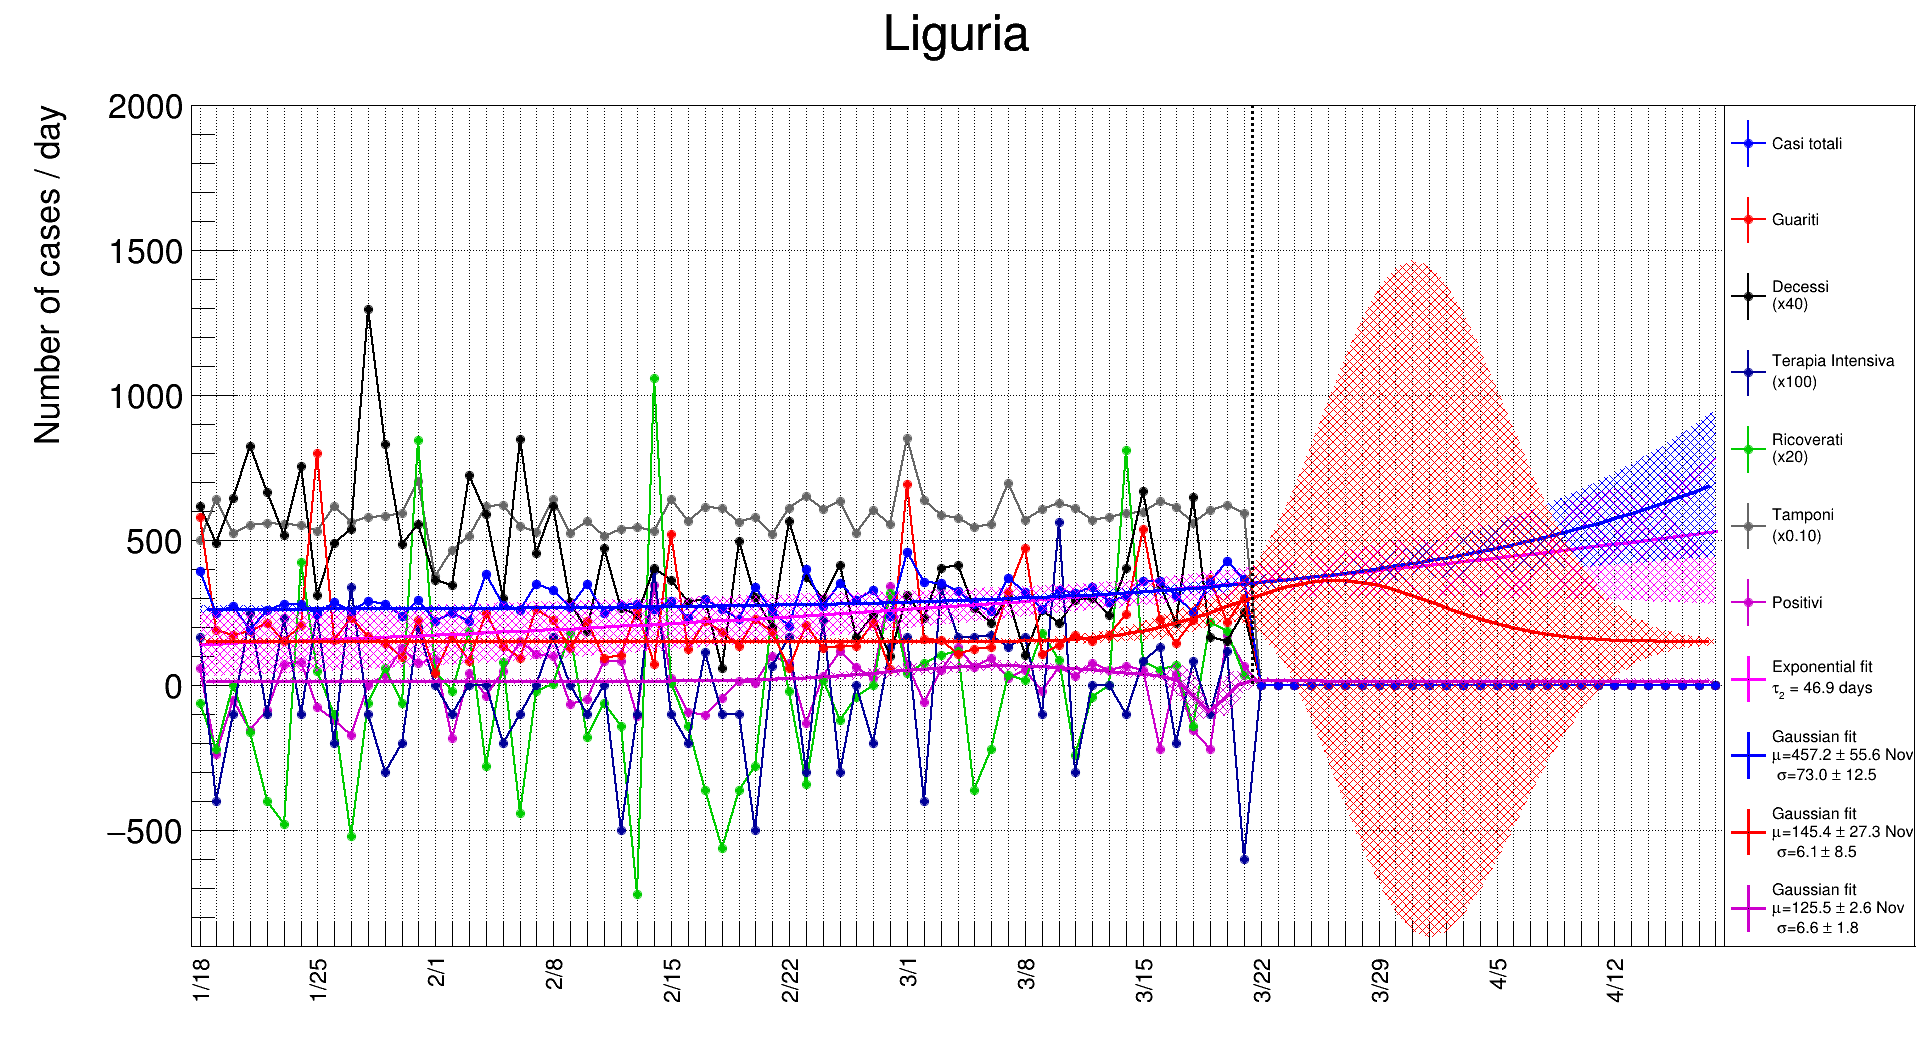 Liguria
Number of cases / day
2000
1500
1000
500
0
−500
1/18
1/25
2/1
2/8
2/15
2/22
3/1
3/8
3/15
3/22
3/29
4/5
4/12
Casi totali
Guariti
Decessi
(x40)
Terapia Intensiva
(x100)
Ricoverati
(x20)
Tamponi
(x0.10)
Positivi
Exponential fit
τ2 = 46.9 days
Gaussian fit
μ=457.2 ± 55.6 Nov
σ=73.0 ± 12.5
Gaussian fit
μ=145.4 ± 27.3 Nov
σ=6.1 ± 8.5
Gaussian fit
μ=125.5 ± 2.6 Nov
σ=6.6 ± 1.8